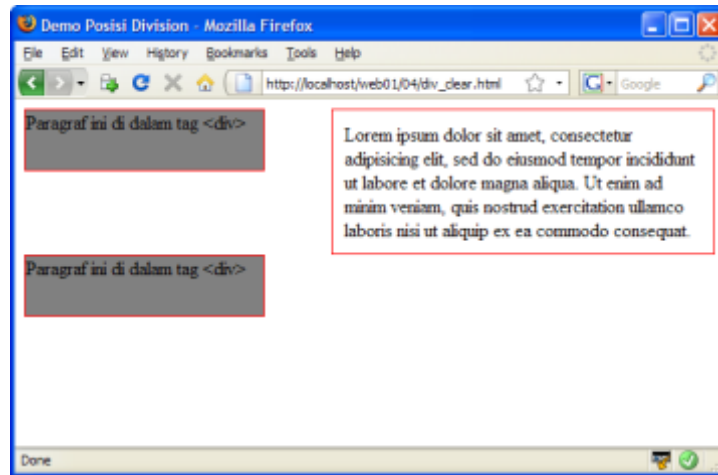 Demo Posisi Division - Mozilla Firefox
File Edit View History Bookmarks Tools Help
http://localhost/web01/04/div_clear.html
G Google
Paragraf ini di dalam tag <div>
Lorem ipsum dolor sit amet, consectetur
adipisicing elit, sed do eiusmod tempor incididunt
ut labore et dolore magna aliqua. Ut enim ad
minim veniam, quis nostrud exercitation ullamco
laboris nisi ut aliquip ex ea commodo consequat.
Paragraf ini di dalam tag <div>
Done